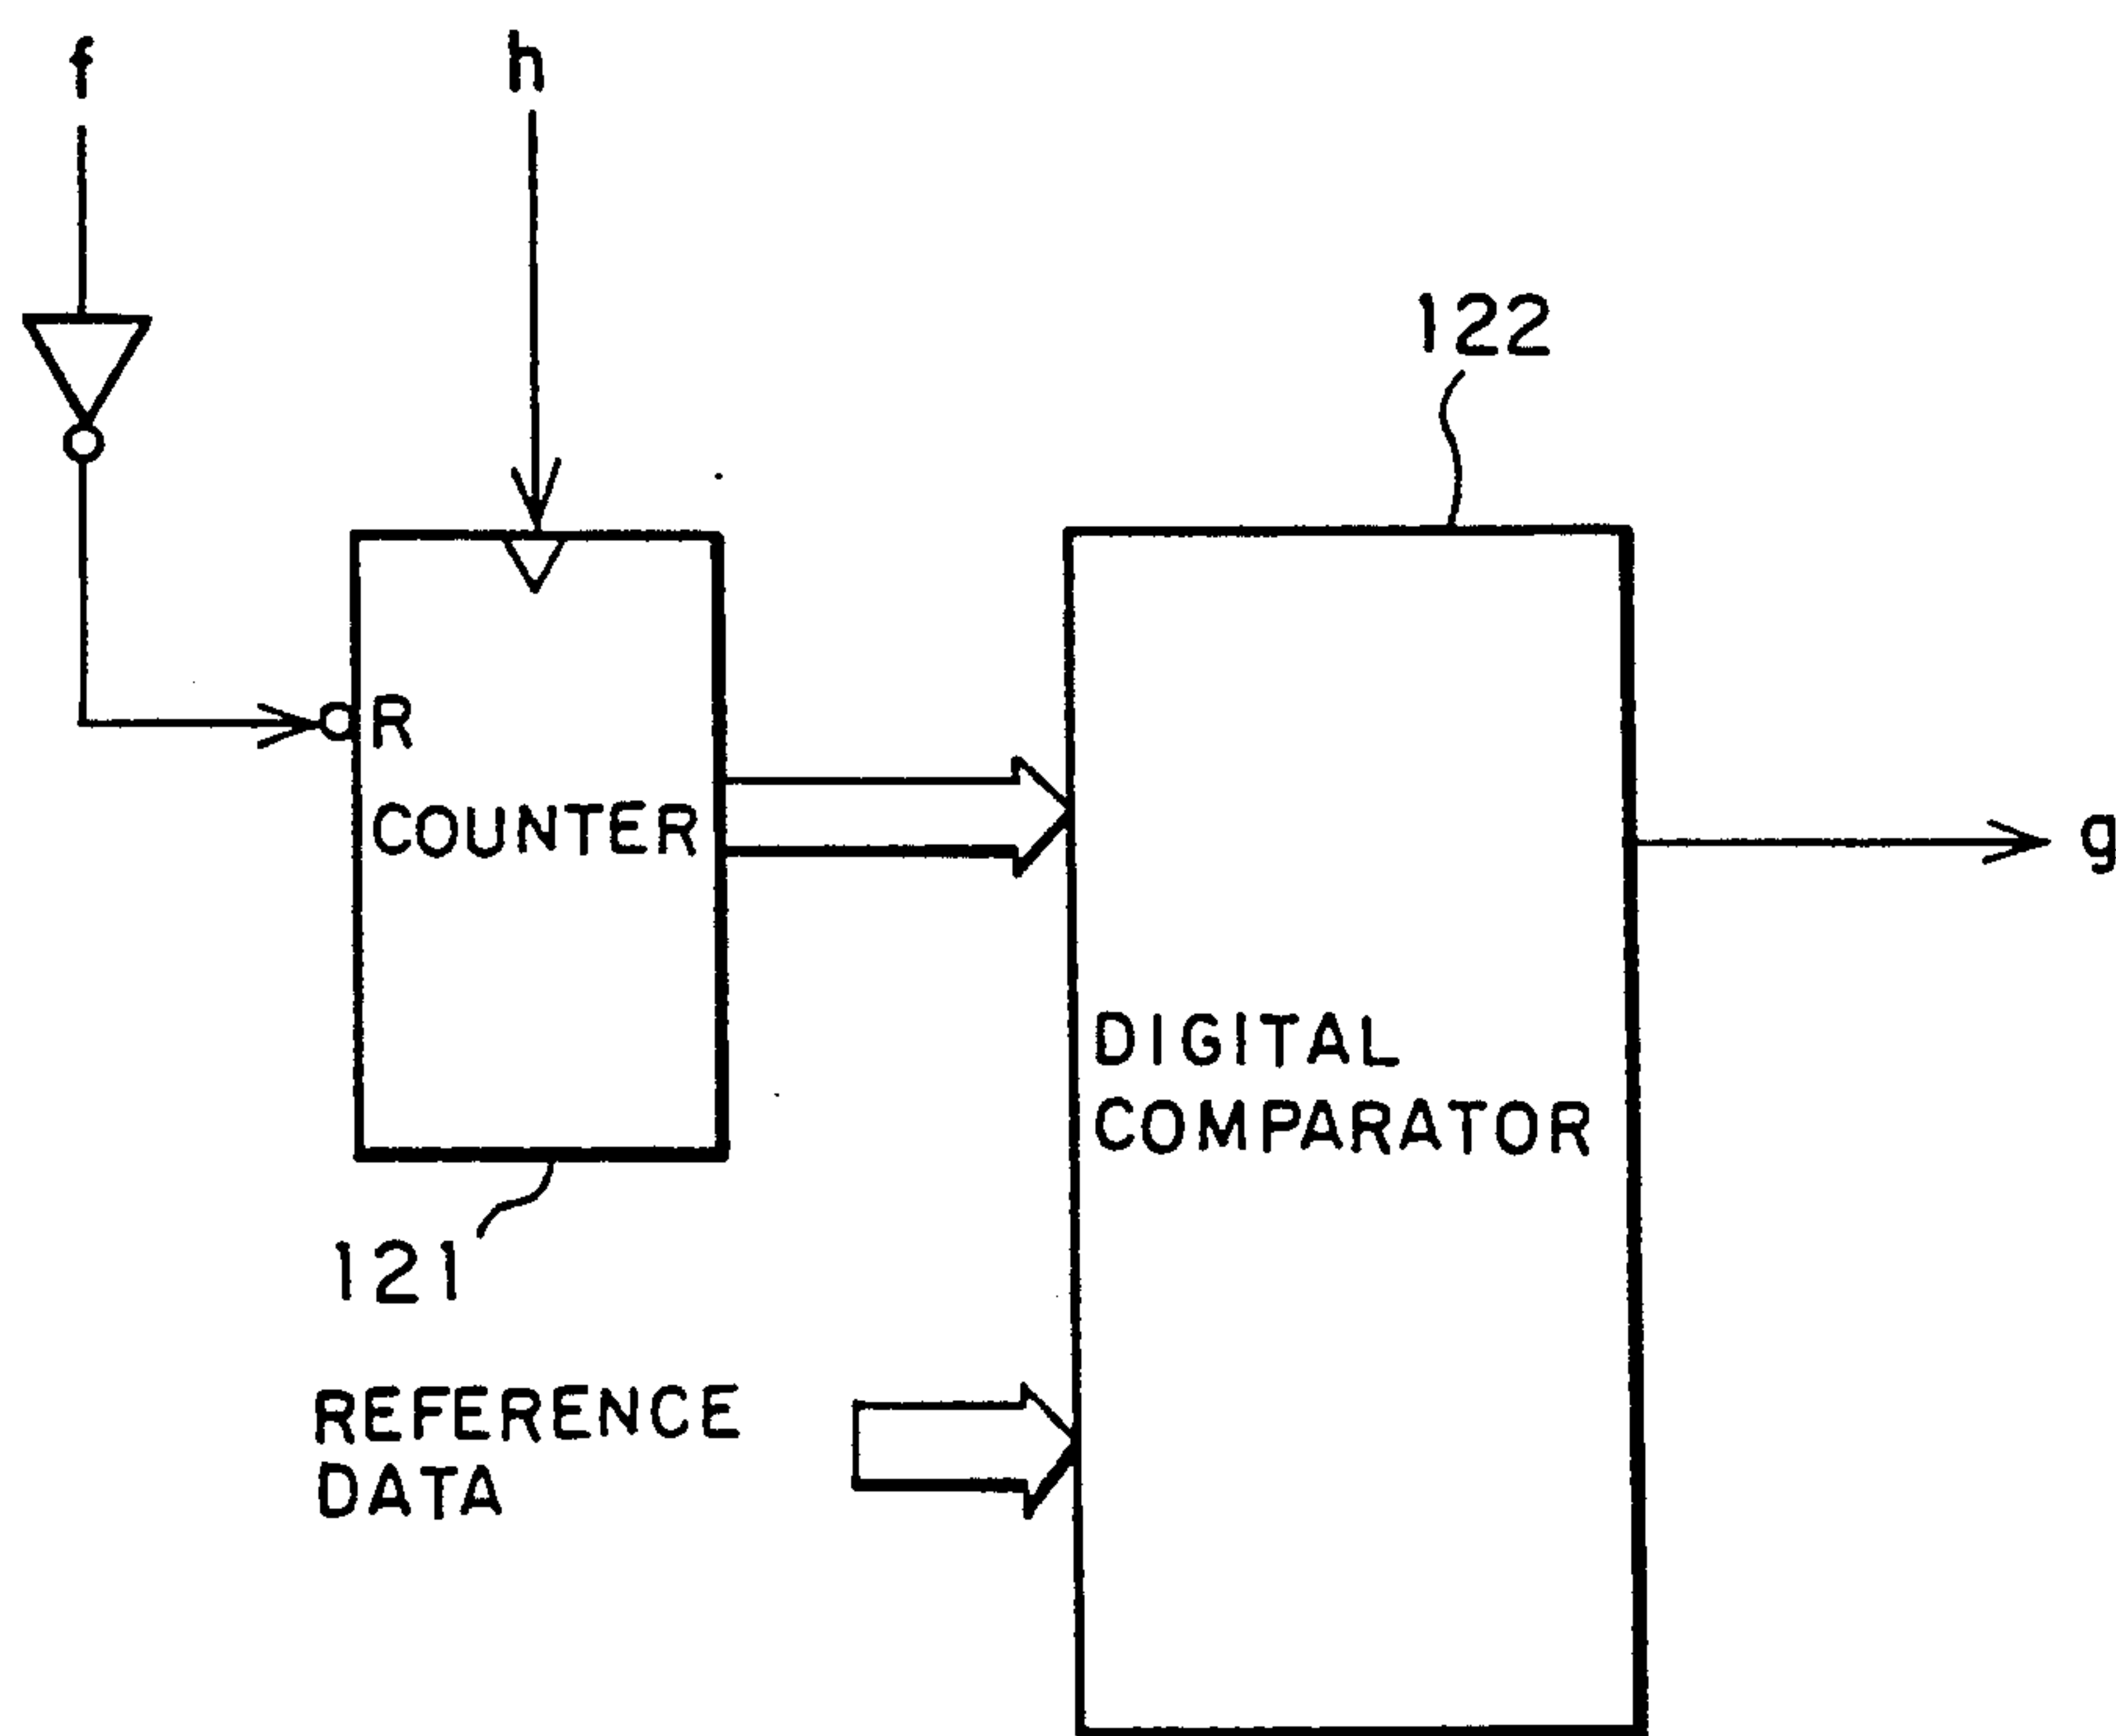 f
h
122
R
COUNTER
g
DIGITAL
COMPARATOR
121
REFERENCE
DATA